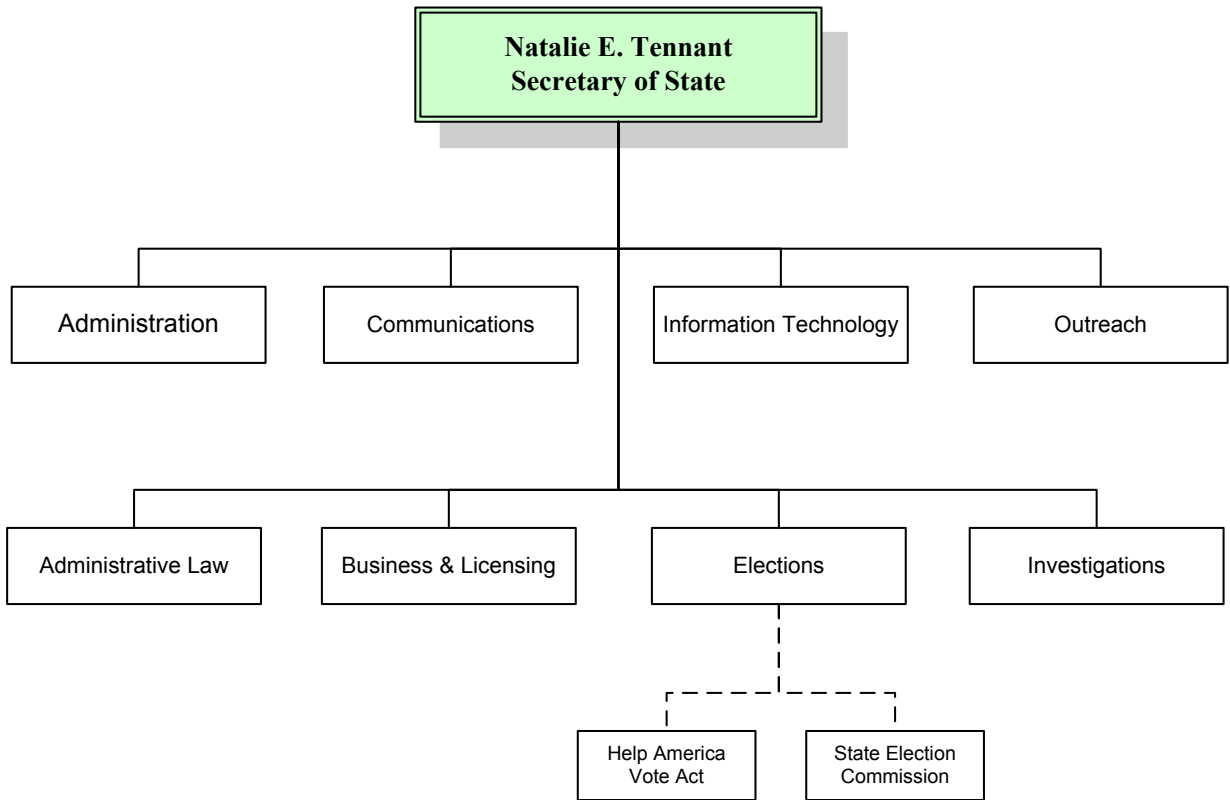 Natalie E. Tennant
Secretary of State
Administration
Communications
Information Technology
Outreach
Administrative Law
Business & Licensing
Elections
Investigations
Help America
Vote Act
State Election
Commission